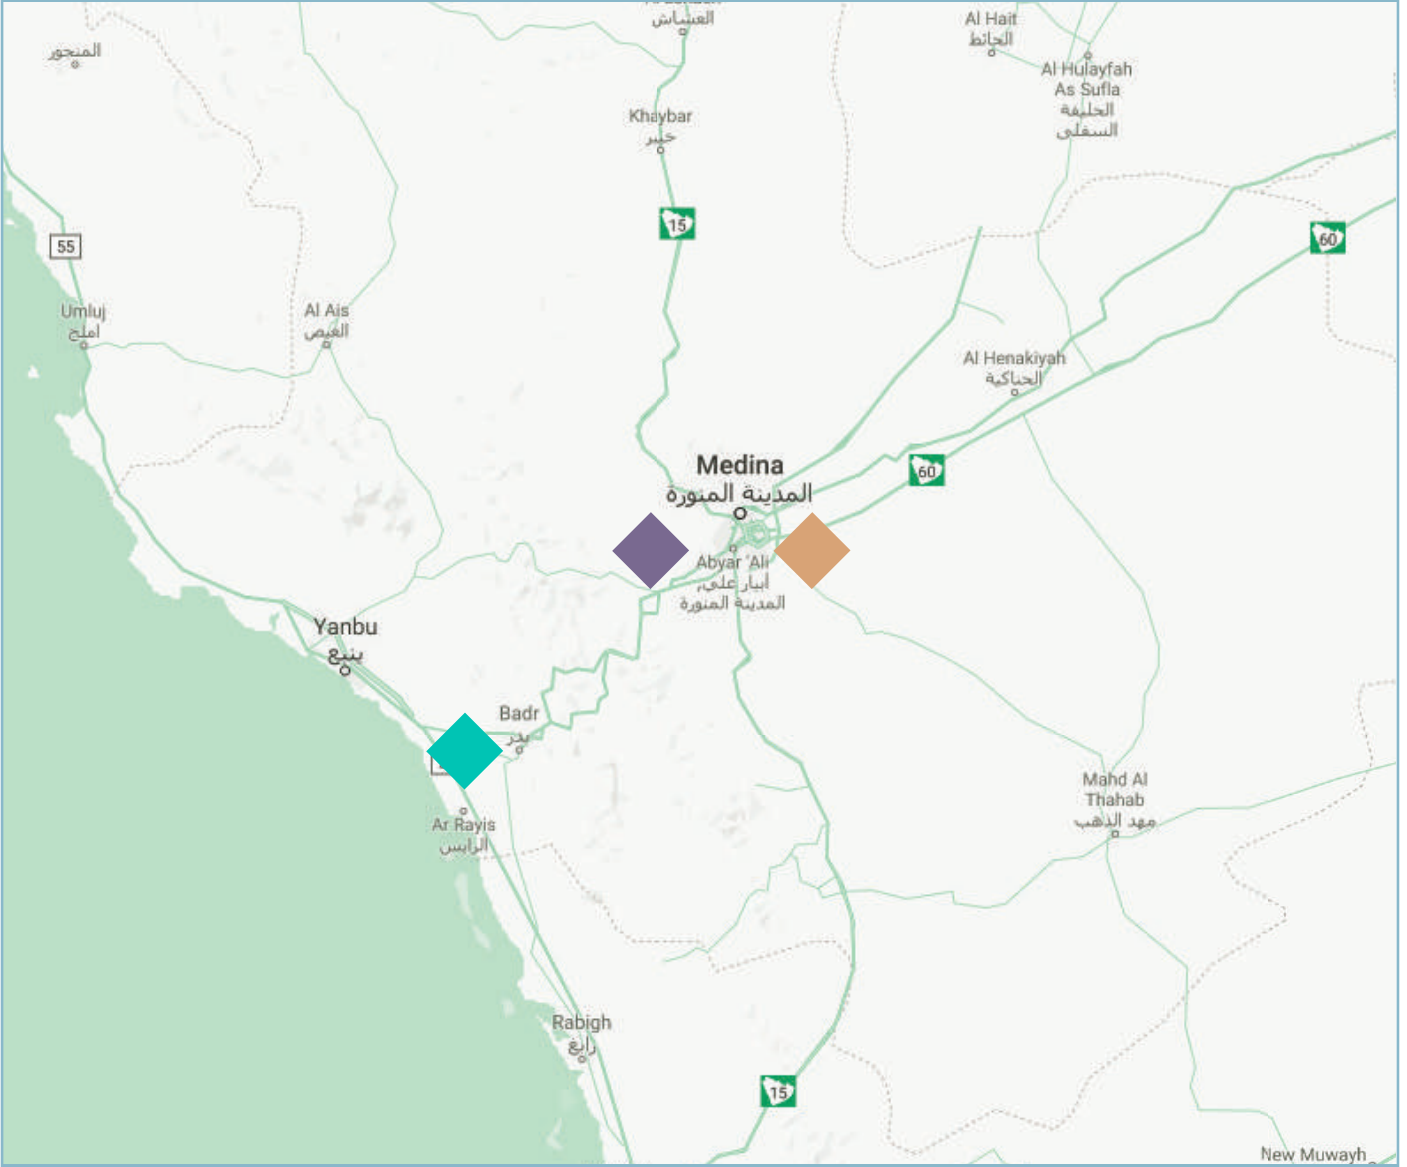 العشاش
Al Hait
الحائط
Al Hulayfah
As Sufla
الحليفة
السفلى
المنجور
Khaybar
خيبر
15
55
60
Umluj
املج
Al Ais
العيص
Al Henakiyah
الحناكية
Medina
المدينة المنورة
60
Abyar 'Ali
أبيار علي,
المدينة المنورة
Yanbu
ينبع
Badr
بدر
Mahd Al
Thahab
مهد الذهب
Ar Rayis
الرايس
Rabigh
رابغ
15
New Muwayh